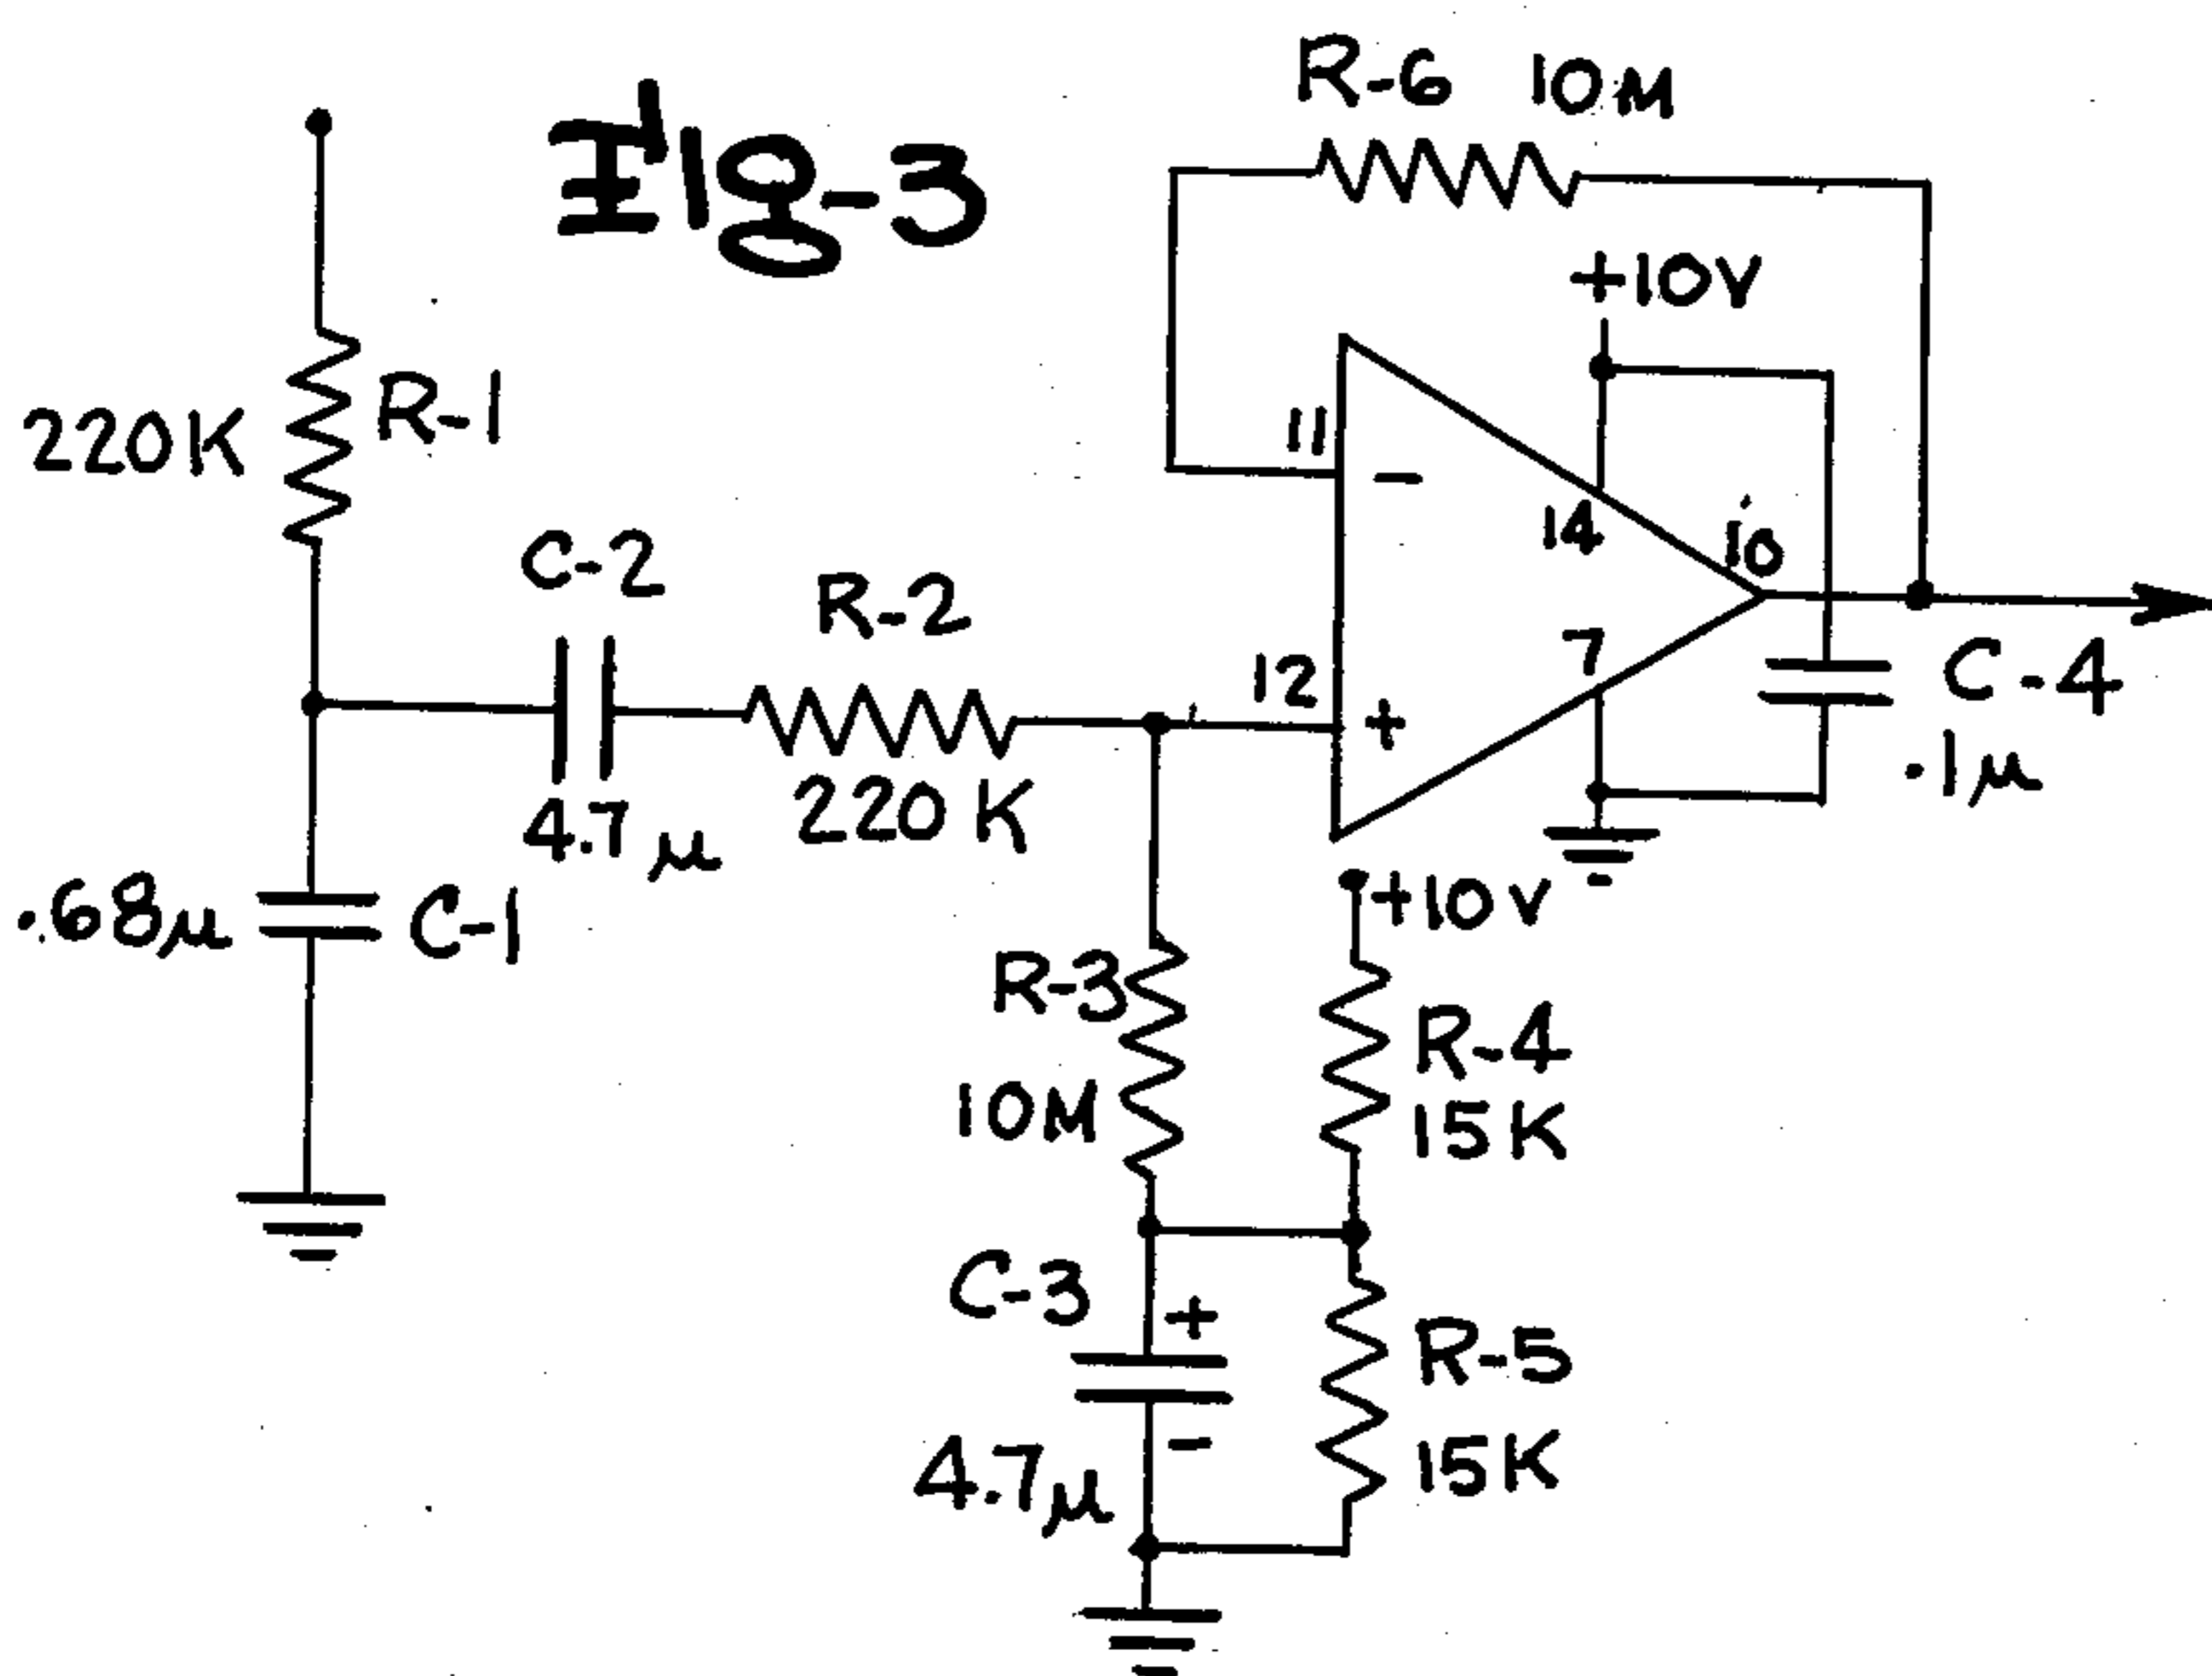 Fig-3
R-6 10M
+10V
220K R-1
11
-
14
10
C-2
R-2
12
+
7
4.7µ
220K
C-4
.1µ
.68µ C-1
+10V
R-3
10M
R-4
15K
C-3
+
-
4.7µ
R-5
15K